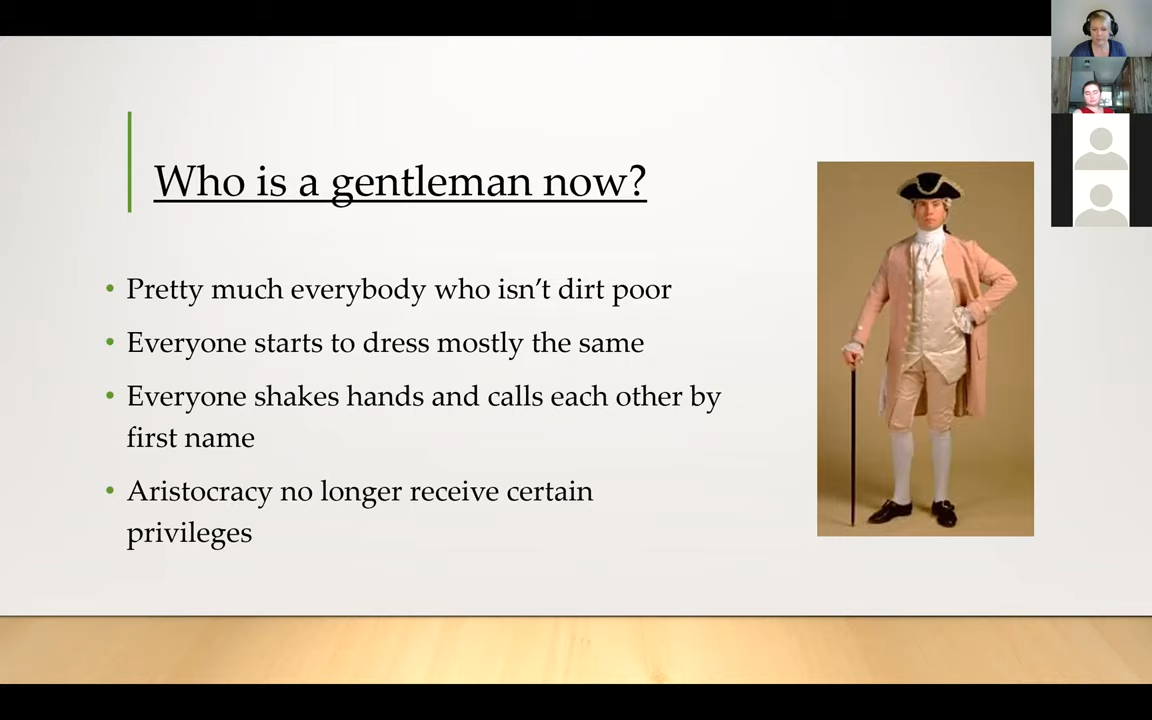 Who is a gentleman now?
• Pretty much everybody who isn’t dirt poor
• Everyone starts to dress mostly the same
• Everyone shakes hands and calls each other by
first name
• Aristocracy no longer receive certain
privileges